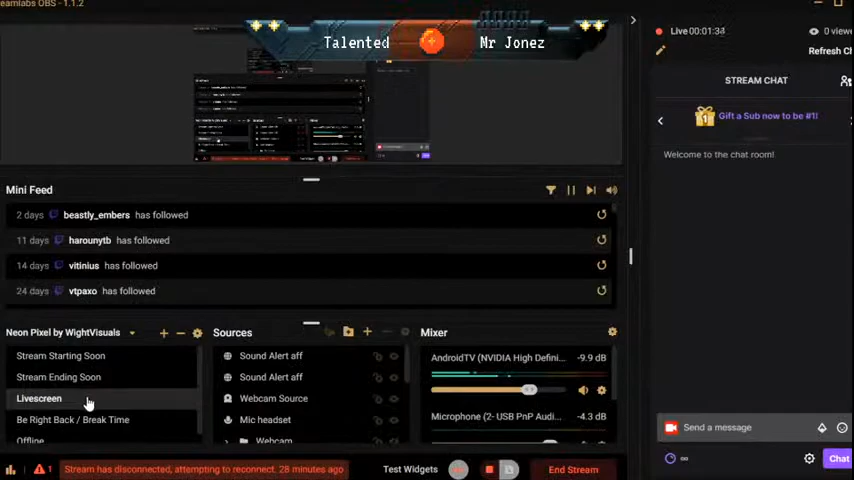 eamlabs OBS - 1.1.2
Talented
Mr Jonez
Live
00:01:34
0 viewe
Refresh Ch
STREAM CHAT
Gift a Sub now to be #1!
Welcome to the chat room!
Mini Feed
2 days beastly_embers has followed
11 days harounytb has followed
14 days vitinius has followed
24 days vtpaxo has followed
Neon Pixel by WightVisuals
Stream Starting Soon
Stream Ending Soon
Livescreen
Be Right Back / Break Time
Offline
Sources
Sound Alert aff
Sound Alert aff
Webcam Source
Mic headset
Webcam
Mixer
AndroidTV (NVIDIA High Defini... -9.9 dB
Microphone (2- USB PnP Audi... -4.3 dB
Send a message
Chat
1
Stream has disconnected, attempting to reconnect. 28 minutes ago
Test Widgets
End Stream